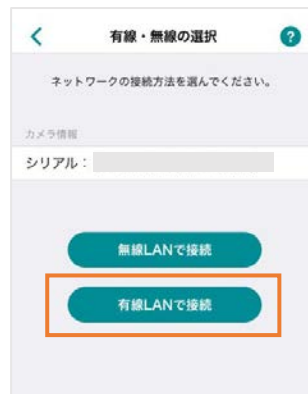 有線・無線の選択
?
ネットワークの接続方法を選んでください。
カメラ情報
シリアル：
無線LANで接続
有線LANで接続